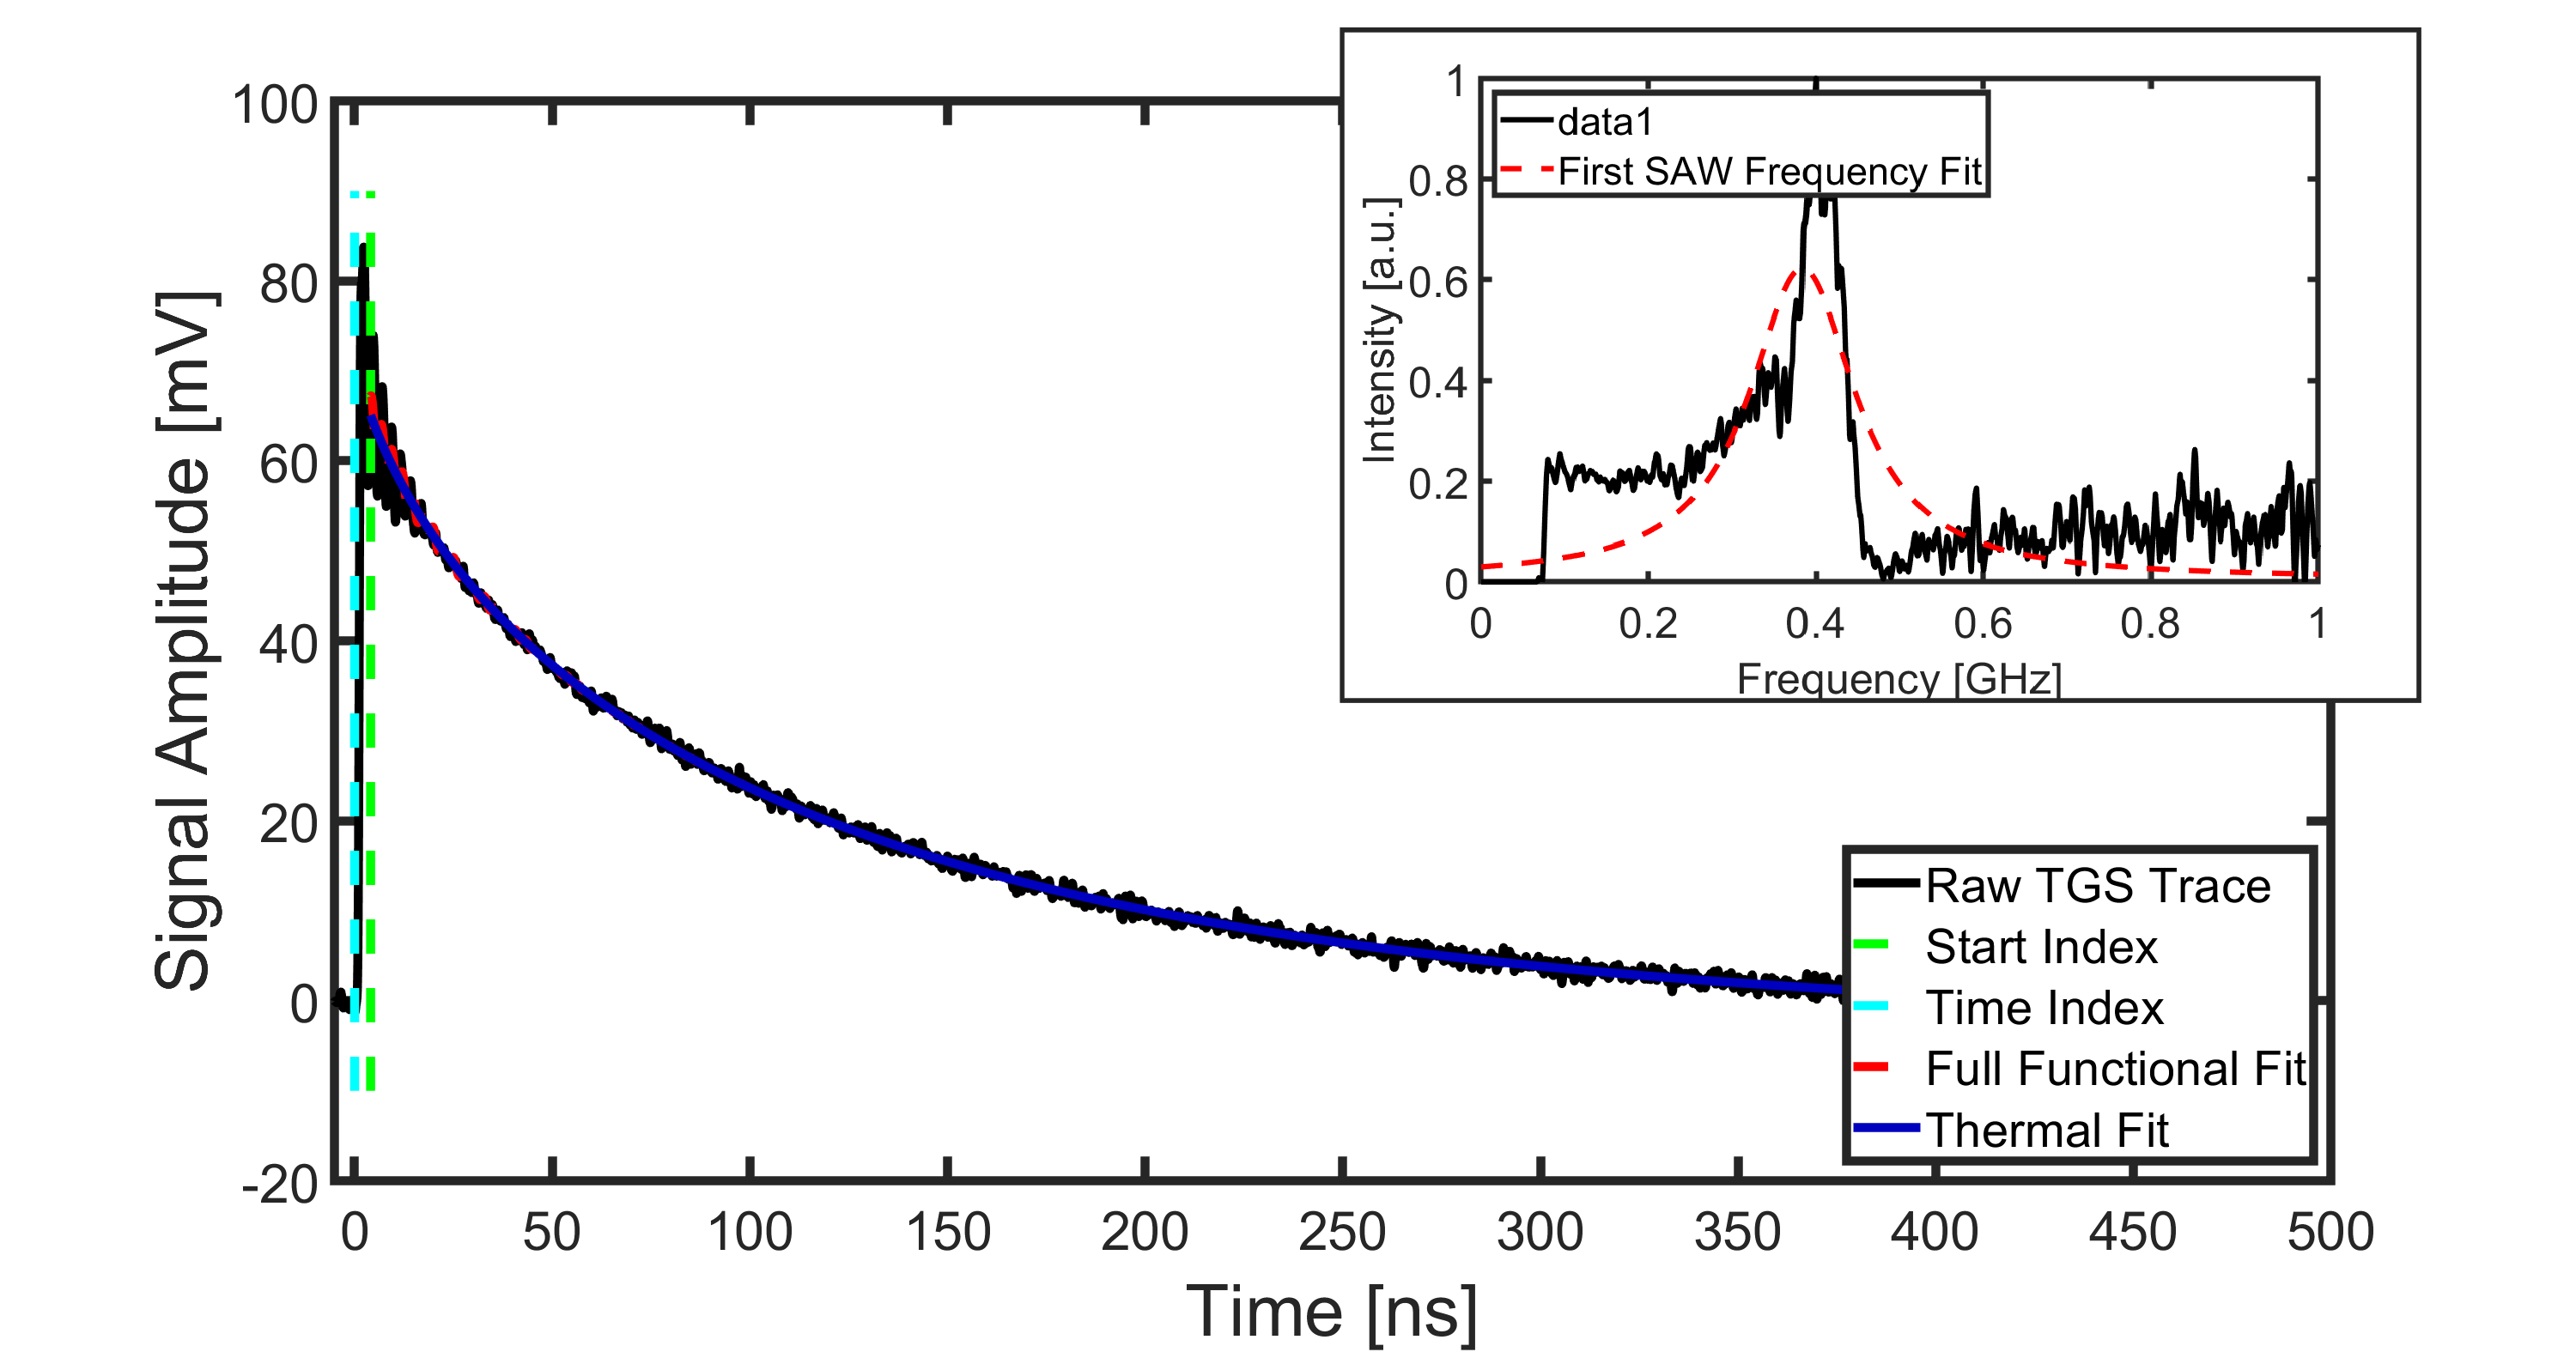 Signal Amplitude [mV]
100
80
60
40
20
0
-20
0 50 100 150 200 250 300 350 400 450 500
Time [ns]
Raw TGS Trace
Start Index
Time Index
Full Functional Fit
Thermal Fit
Intensity [a.u.]
1
0.8
0.6
0.4
0.2
0
data1
First SAW Frequency Fit
0 0.2 0.4 0.6 0.8 1
Frequency [GHz]